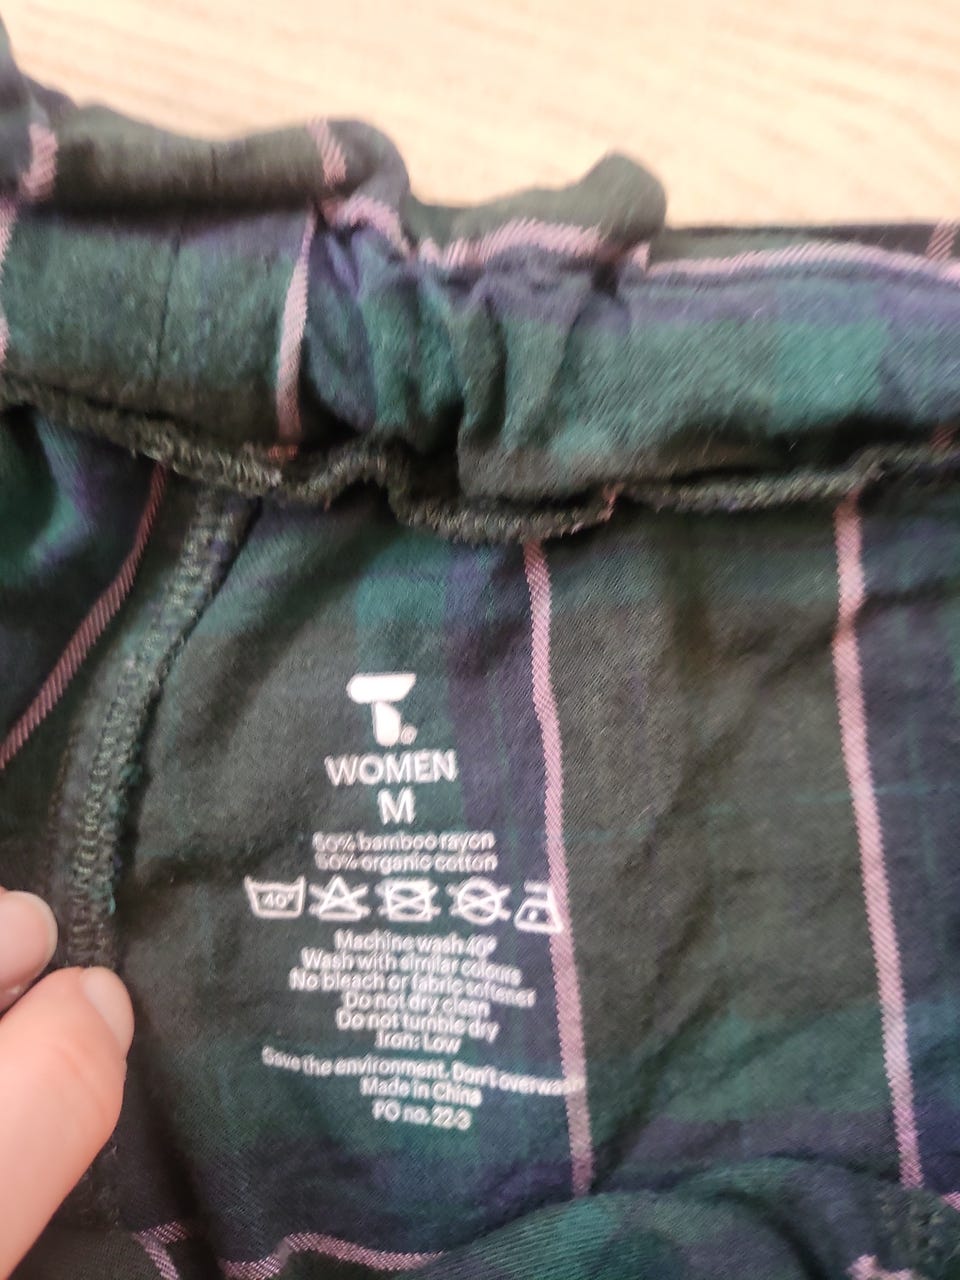 T.
WOMEN
M
50% bamboo rayon
50% organic cotton
40°
Machine wash 40°
Wash with similar colours
No bleach or fabric softener
Do not dry clean
Do not tumble dry
Iron: Low
Save the environment. Don't overwash
Made in China
PO no. 22-3